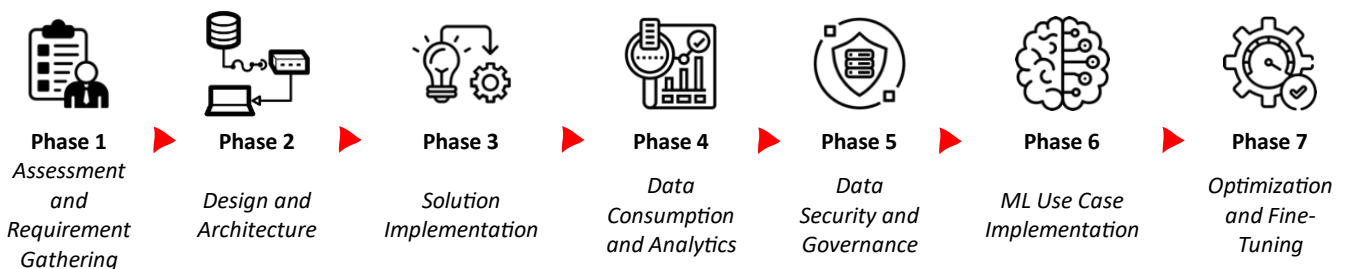 Phase 1
Assessment
and
Requirement
Gathering
Phase 2
Design and
Architecture
Phase 3
Solution
Implementation
Phase 4
Data
Consumption
and Analytics
Phase 5
Data
Security and
Governance
Phase 6
ML Use Case
Implementation
Phase 7
Optimization
and Fine-
Tuning